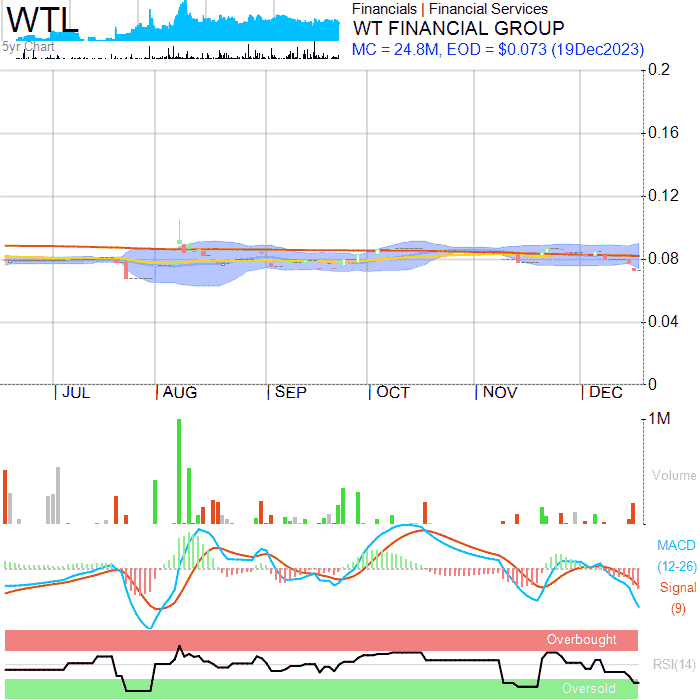 WTL
5yr Chart
Financials | Financial Services
WT FINANCIAL GROUP
MC = 24.8M, EOD = $0.073 (19Dec2023)
0.2
0.16
0.12
0.08
0.04
0
JUL
AUG
SEP
OCT
NOV
DEC
1M
Volume
MACD
(12-26)
Signal
(9)
Overbought
RSI(14)
Oversold